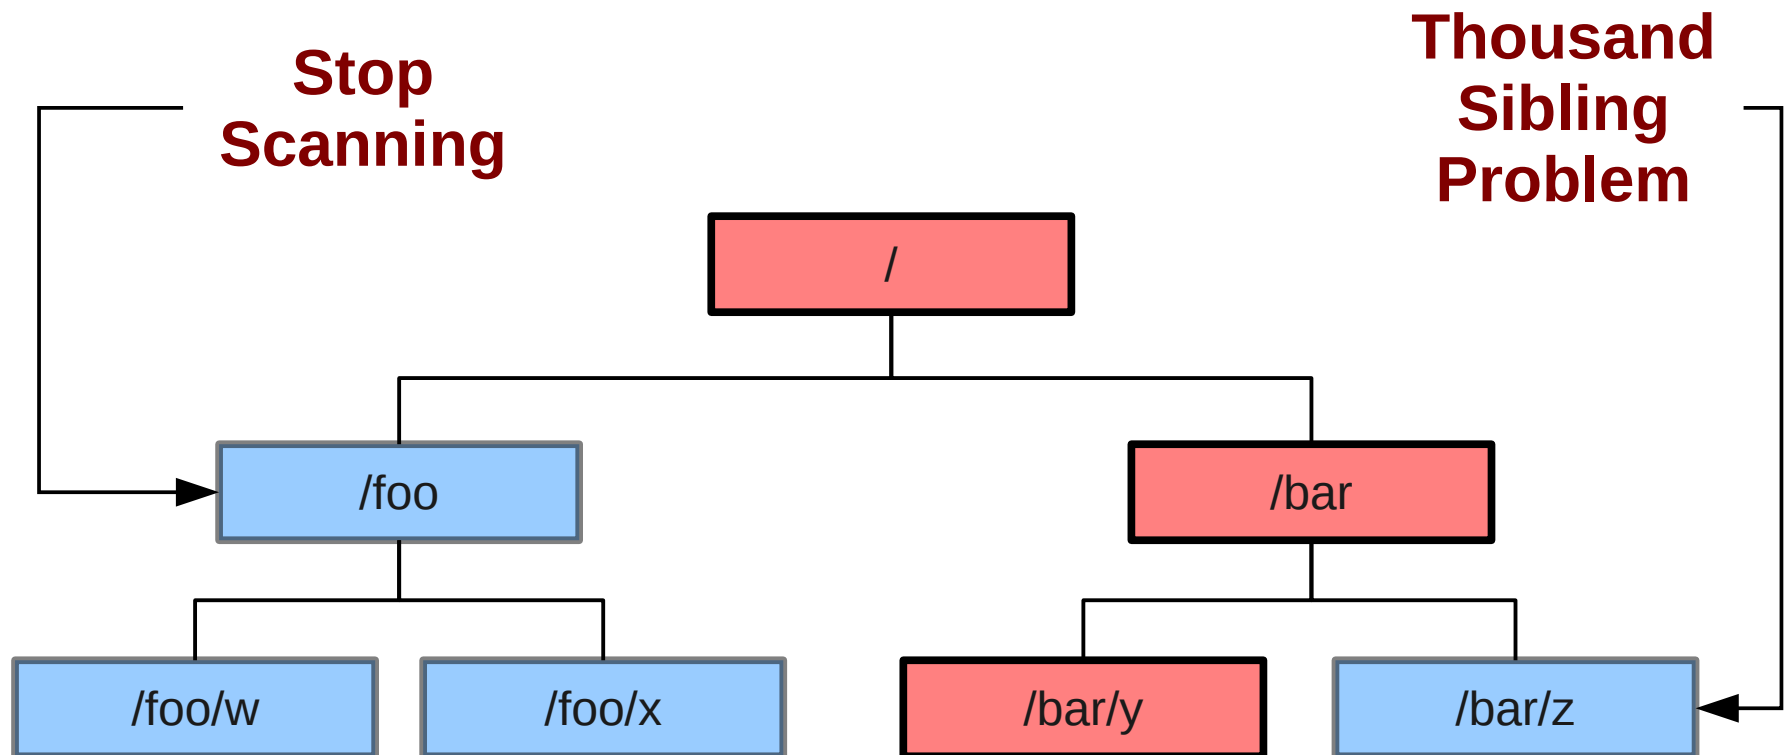 Stop
Scanning
Thousand
Sibling
Problem
/
/foo
/bar
/foo/w
/foo/x
/bar/y
/bar/z